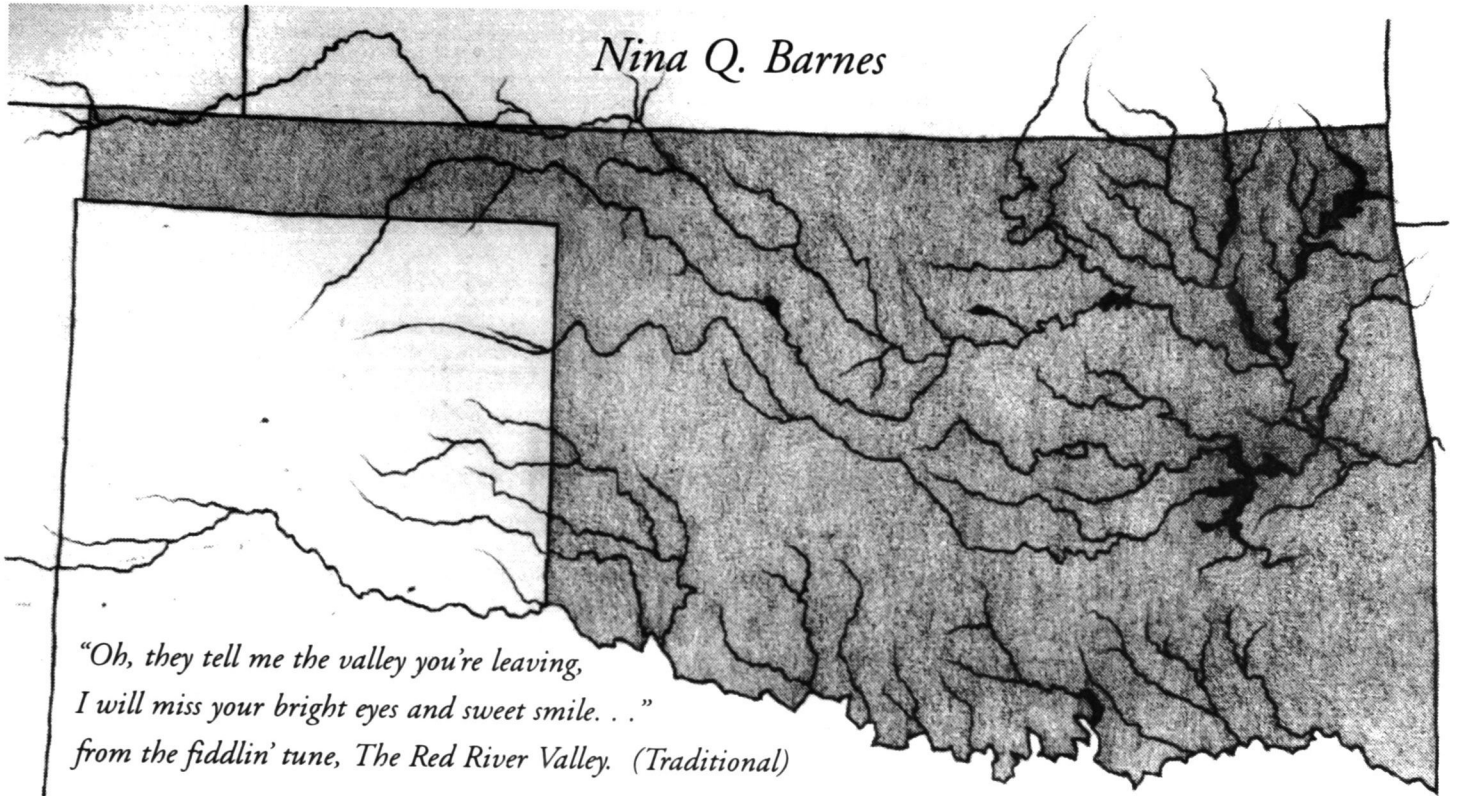 Nina Q. Barnes
“Oh, they tell me the valley you’re leaving,
I will miss your bright eyes and sweet smile. . .”
from the fiddlin’ tune, The Red River Valley. (Traditional)